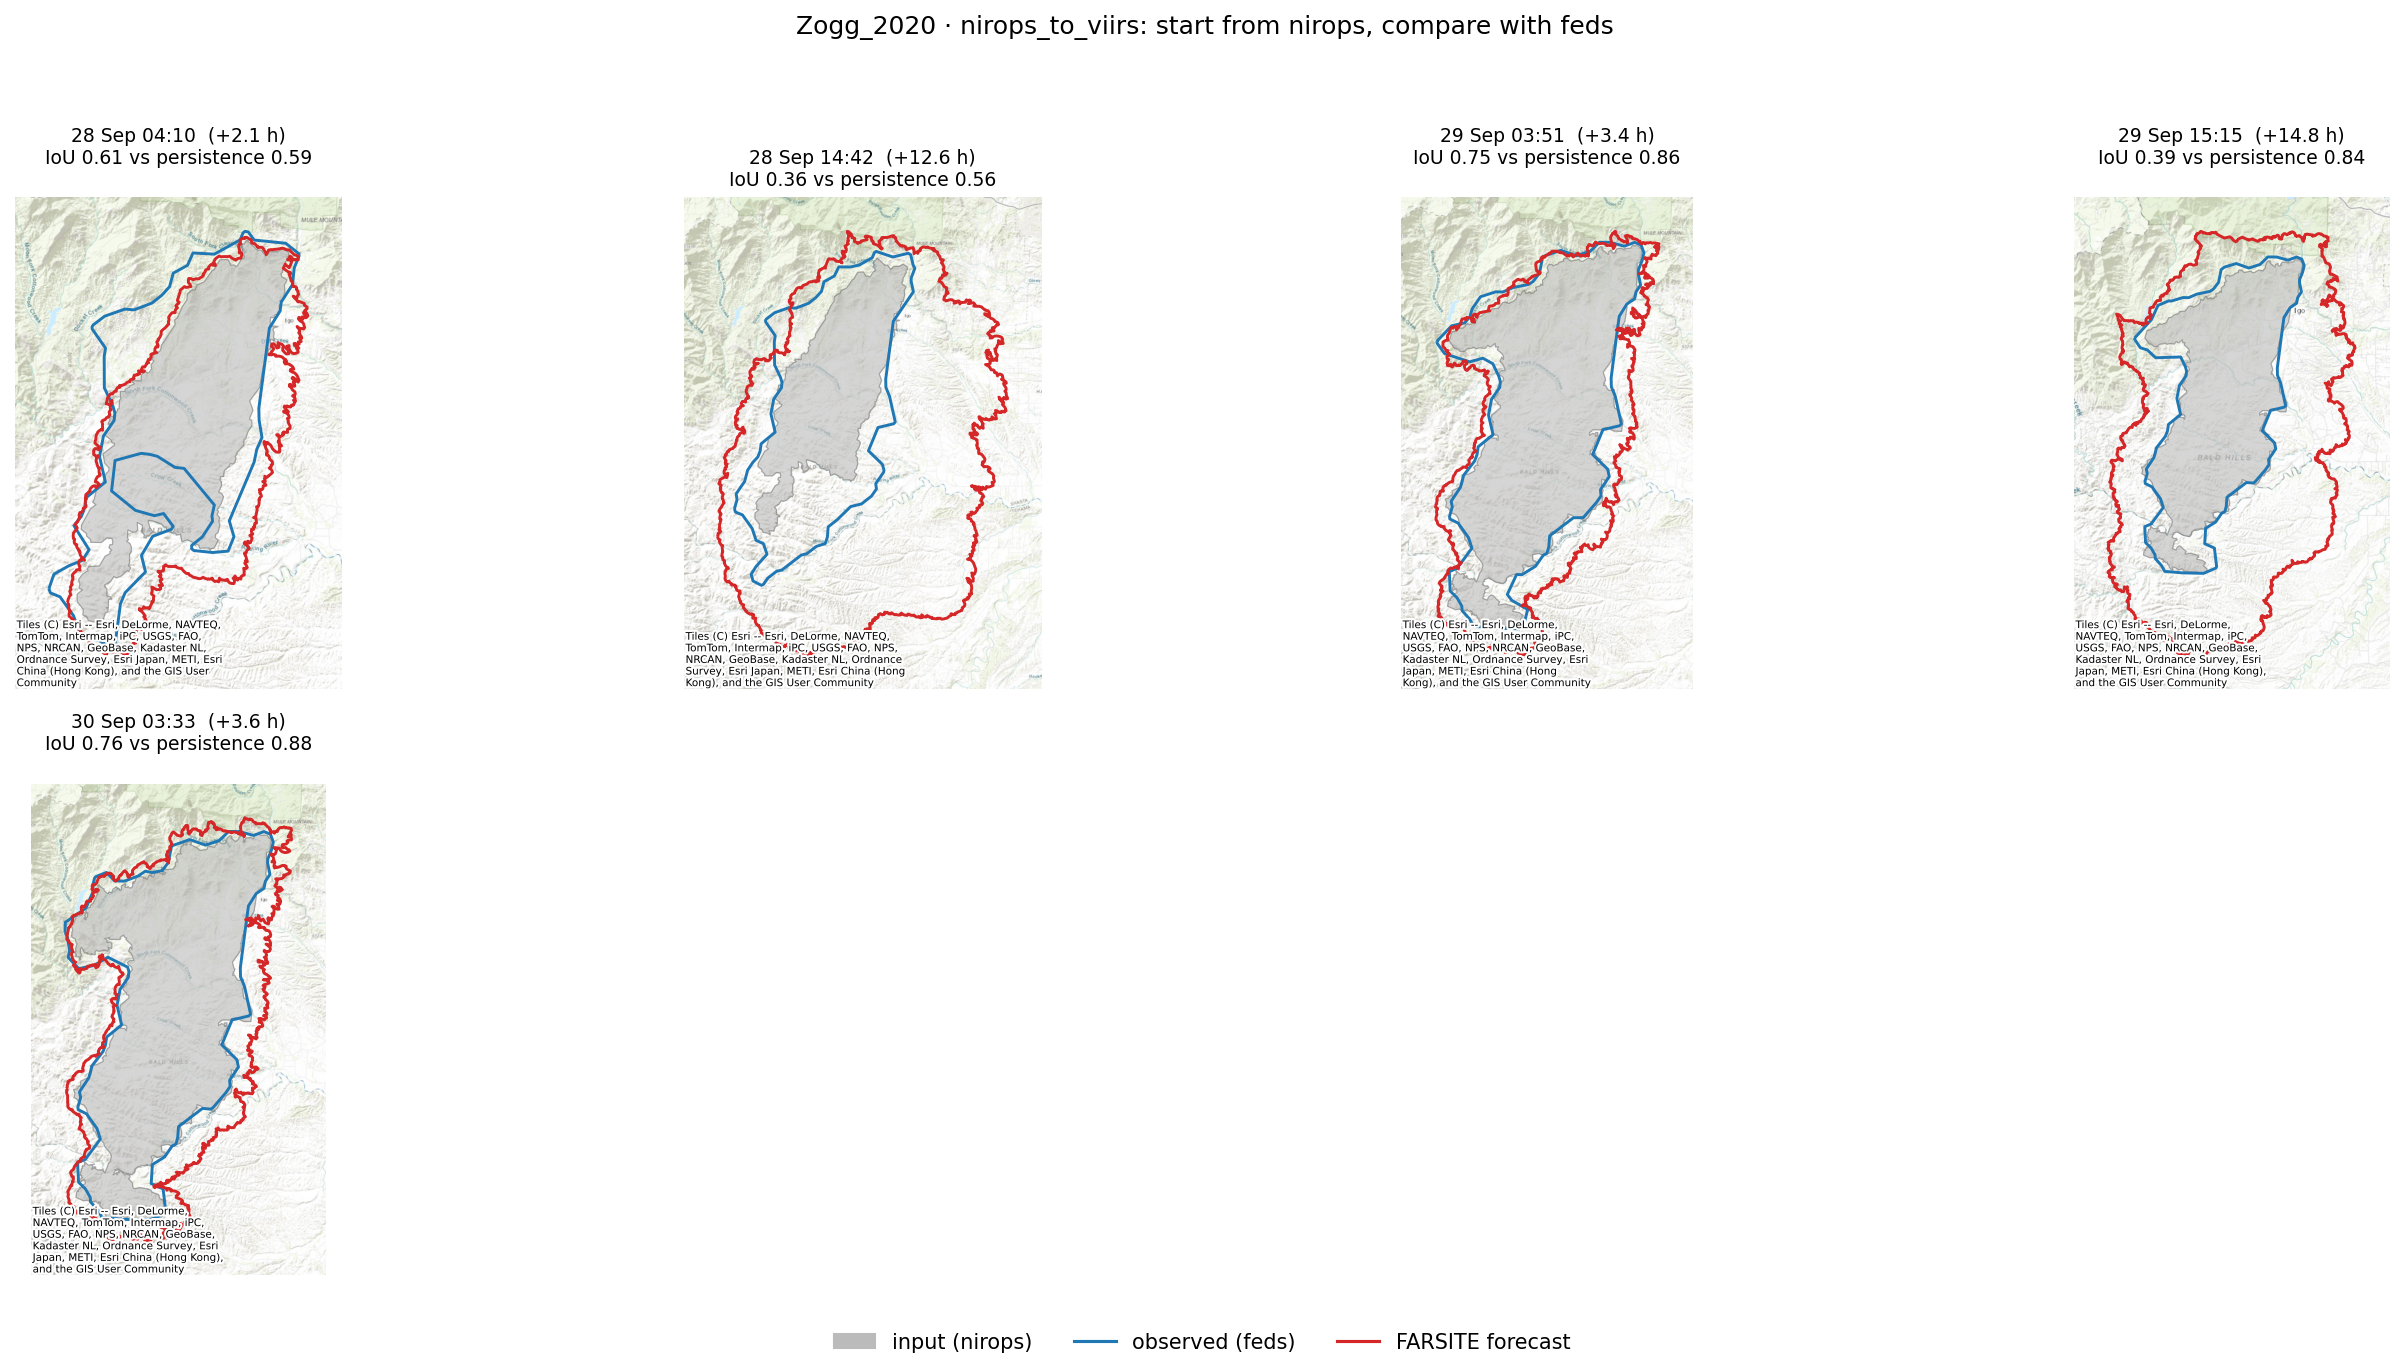 Zogg_2020 · nirops_to_viirs: start from nirops, compare with feds
28 Sep 04:10  (+2.1 h)
IoU 0.61 vs persistence 0.59
28 Sep 14:42  (+12.6 h)
IoU 0.36 vs persistence 0.56
29 Sep 03:51  (+3.4 h)
IoU 0.75 vs persistence 0.86
29 Sep 15:15  (+14.8 h)
IoU 0.39 vs persistence 0.84
Tiles (C) Esri -- Esri, DeLorme, NAVTEQ,
TomTom, Intermap, iPC, USGS, FAO,
NPS, NRCAN, GeoBase, Kadaster NL,
Ordnance Survey, Esri Japan, METI, Esri
China (Hong Kong), and the GIS User
Community
Tiles (C) Esri -- Esri, DeLorme, NAVTEQ,
TomTom, Intermap, iPC, USGS, FAO, NPS,
NRCAN, GeoBase, Kadaster NL, Ordnance
Survey, Esri Japan, METI, Esri China (Hong
Kong), and the GIS User Community
Tiles (C) Esri -- Esri, DeLorme,
NAVTEQ, TomTom, Intermap, iPC,
USGS, FAO, NPS, NRCAN, GeoBase,
Kadaster NL, Ordnance Survey, Esri
Japan, METI, Esri China (Hong
Kong), and the GIS User Community
BALD HILLS
Igo
Tiles (C) Esri -- Esri, DeLorme,
NAVTEQ, TomTom, Intermap, iPC,
USGS, FAO, NPS, NRCAN, GeoBase,
Kadaster NL, Ordnance Survey, Esri
Japan, METI, Esri China (Hong Kong),
and the GIS User Community
30 Sep 03:33  (+3.6 h)
IoU 0.76 vs persistence 0.88
Tiles (C) Esri -- Esri, DeLorme,
NAVTEQ, TomTom, Intermap, iPC,
USGS, FAO, NPS, NRCAN, GeoBase,
Kadaster NL, Ordnance Survey, Esri
Japan, METI, Esri China (Hong Kong),
and the GIS User Community
input (nirops)
observed (feds)
FARSITE forecast